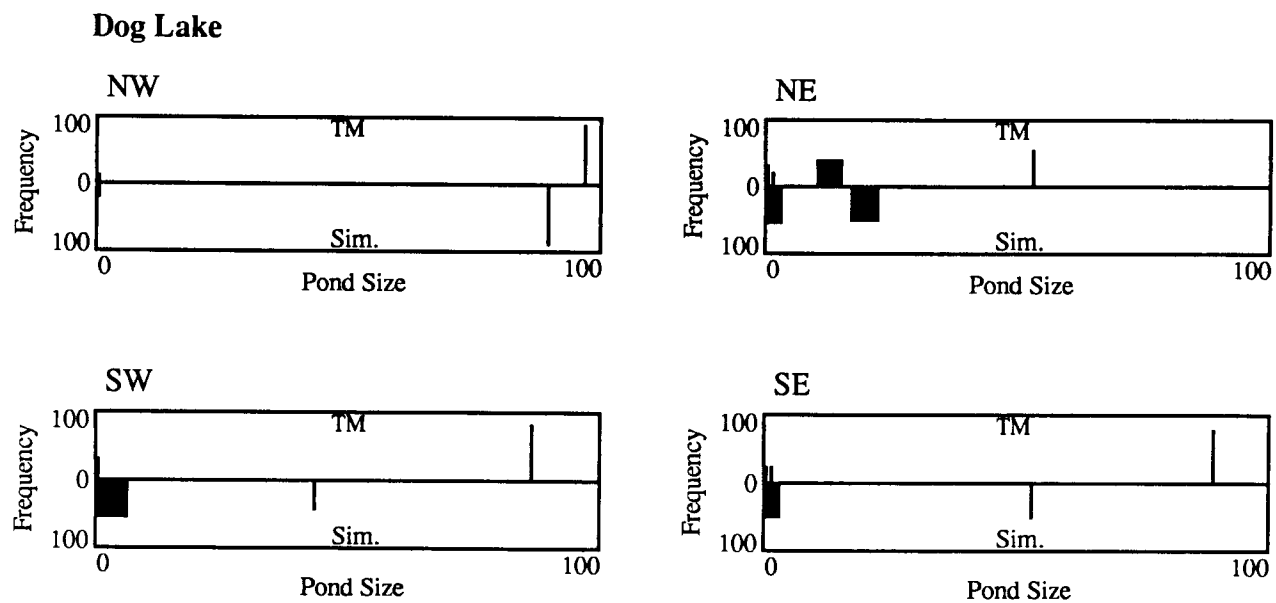 Dog Lake
NW
100
TM
0
Frequency
100
Sim.
0
100
Pond Size
NE
100
TM
0
Frequency
100
Sim.
0
100
Pond Size
SW
100
TM
0
Frequency
100
Sim.
0
100
Pond Size
SE
100
TM
0
Frequency
100
Sim.
0
100
Pond Size